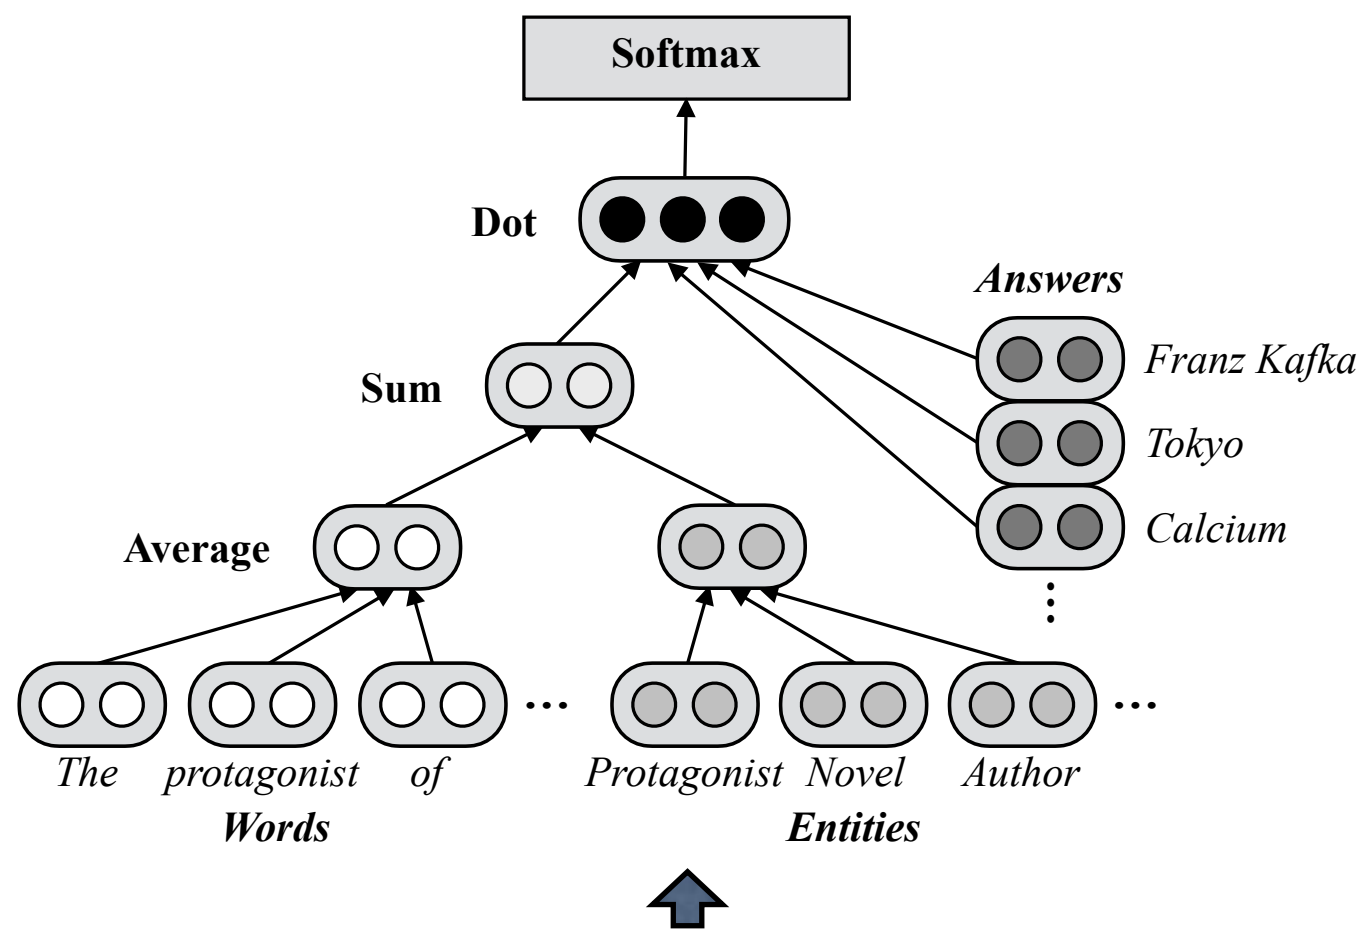 Softmax
Dot
Answers
Franz Kafka
Sum
Tokyo
Calcium
Average
...
... ...
The protagonist of Protagonist Novel Author
Words Entities